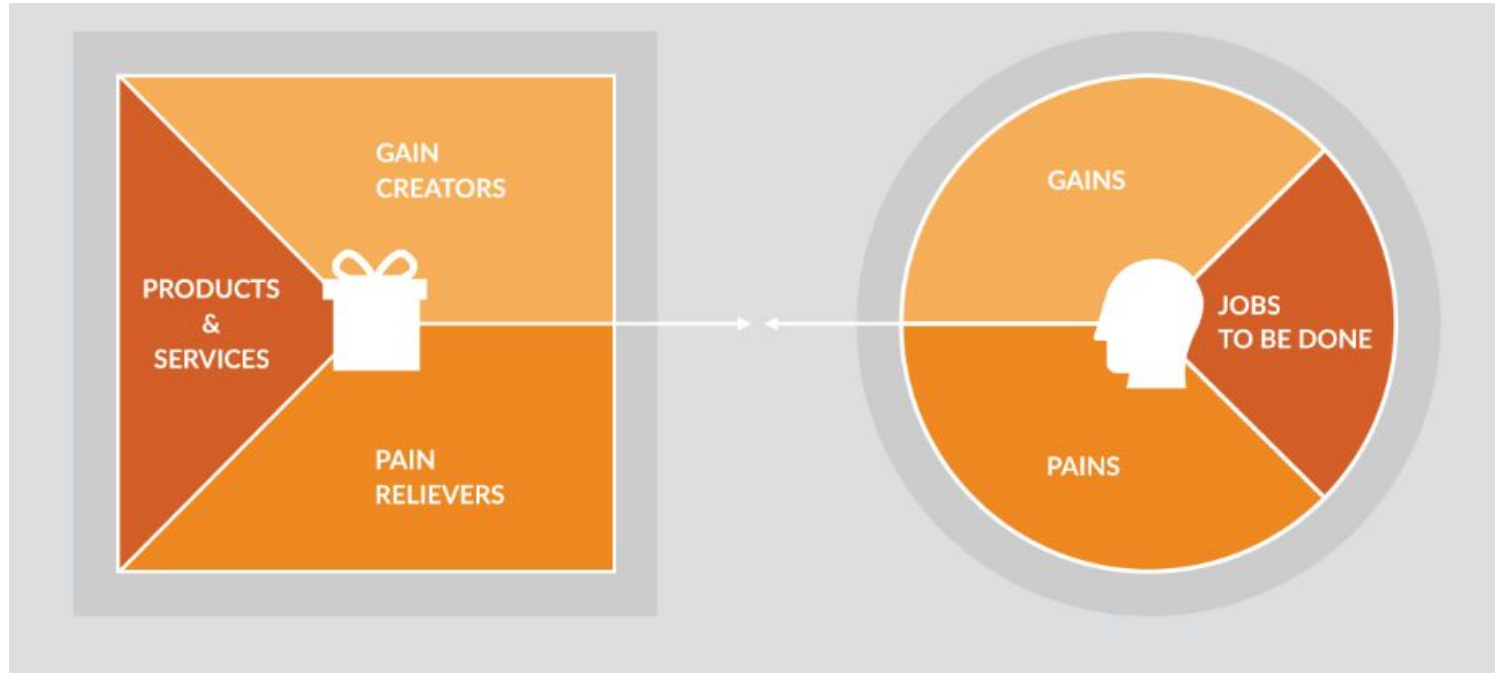 GAIN
CREATORS
PRODUCTS
&
SERVICES
PAIN
RELIEVERS
GAINS
JOBS
TO BE DONE
PAINS